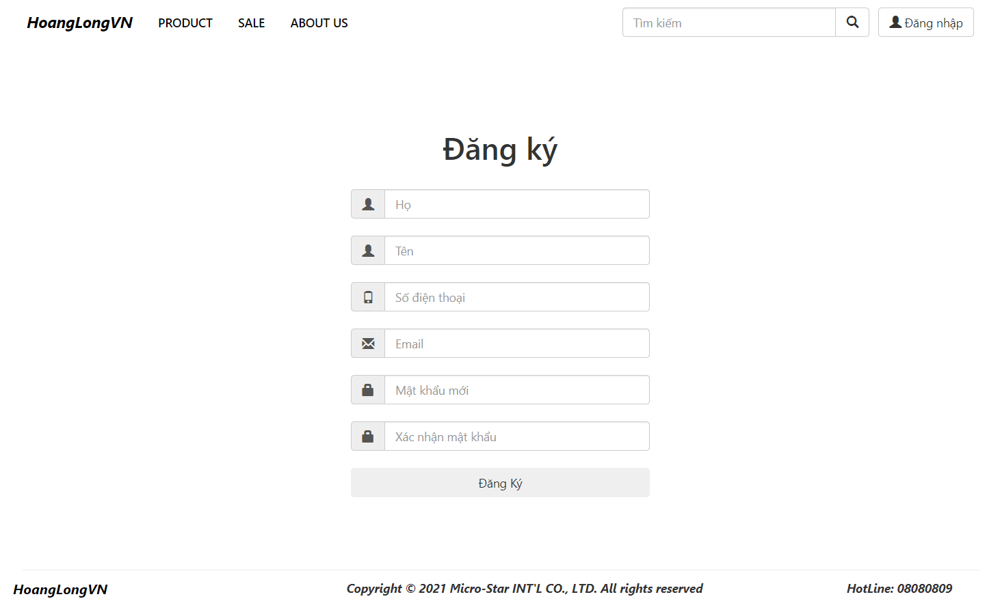 HoangLongVN PRODUCT SALE ABOUT US Tìm kiếm Đăng nhập
Đăng ký
Họ
Tên
Số điện thoại
Email
Mật khẩu mới
Xác nhận mật khẩu
Đăng Ký
HoangLongVN Copyright © 2021 Micro-Star INT'L CO., LTD. All rights reserved HotLine: 08080809